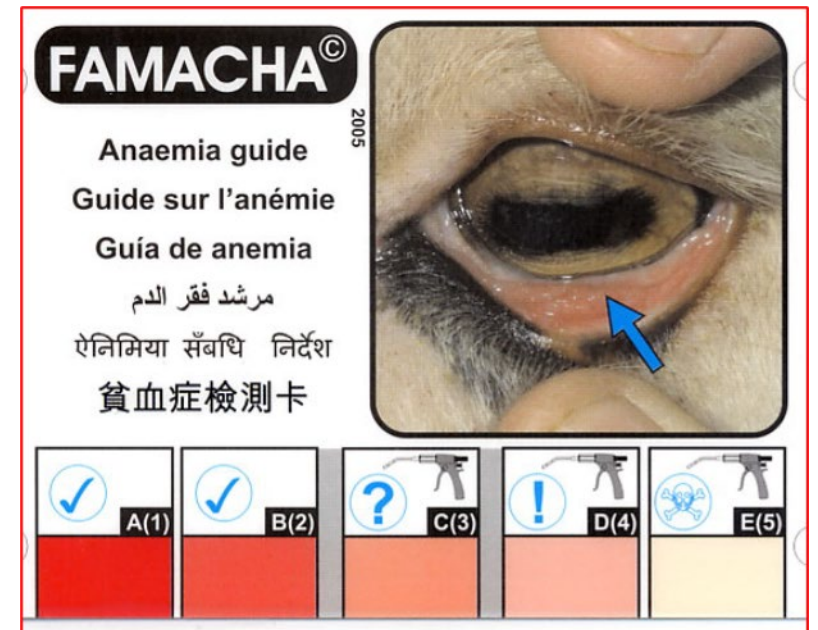 FAMACHA©
2005
Anaemia guide
Guide sur l'anémie
Guía de anemia
مرشد فقر الدم
ऐनिमिया सँबधि निर्देश
貧血症檢測卡
A(1)
B(2)
?
C(3)
!
D(4)
E(5)